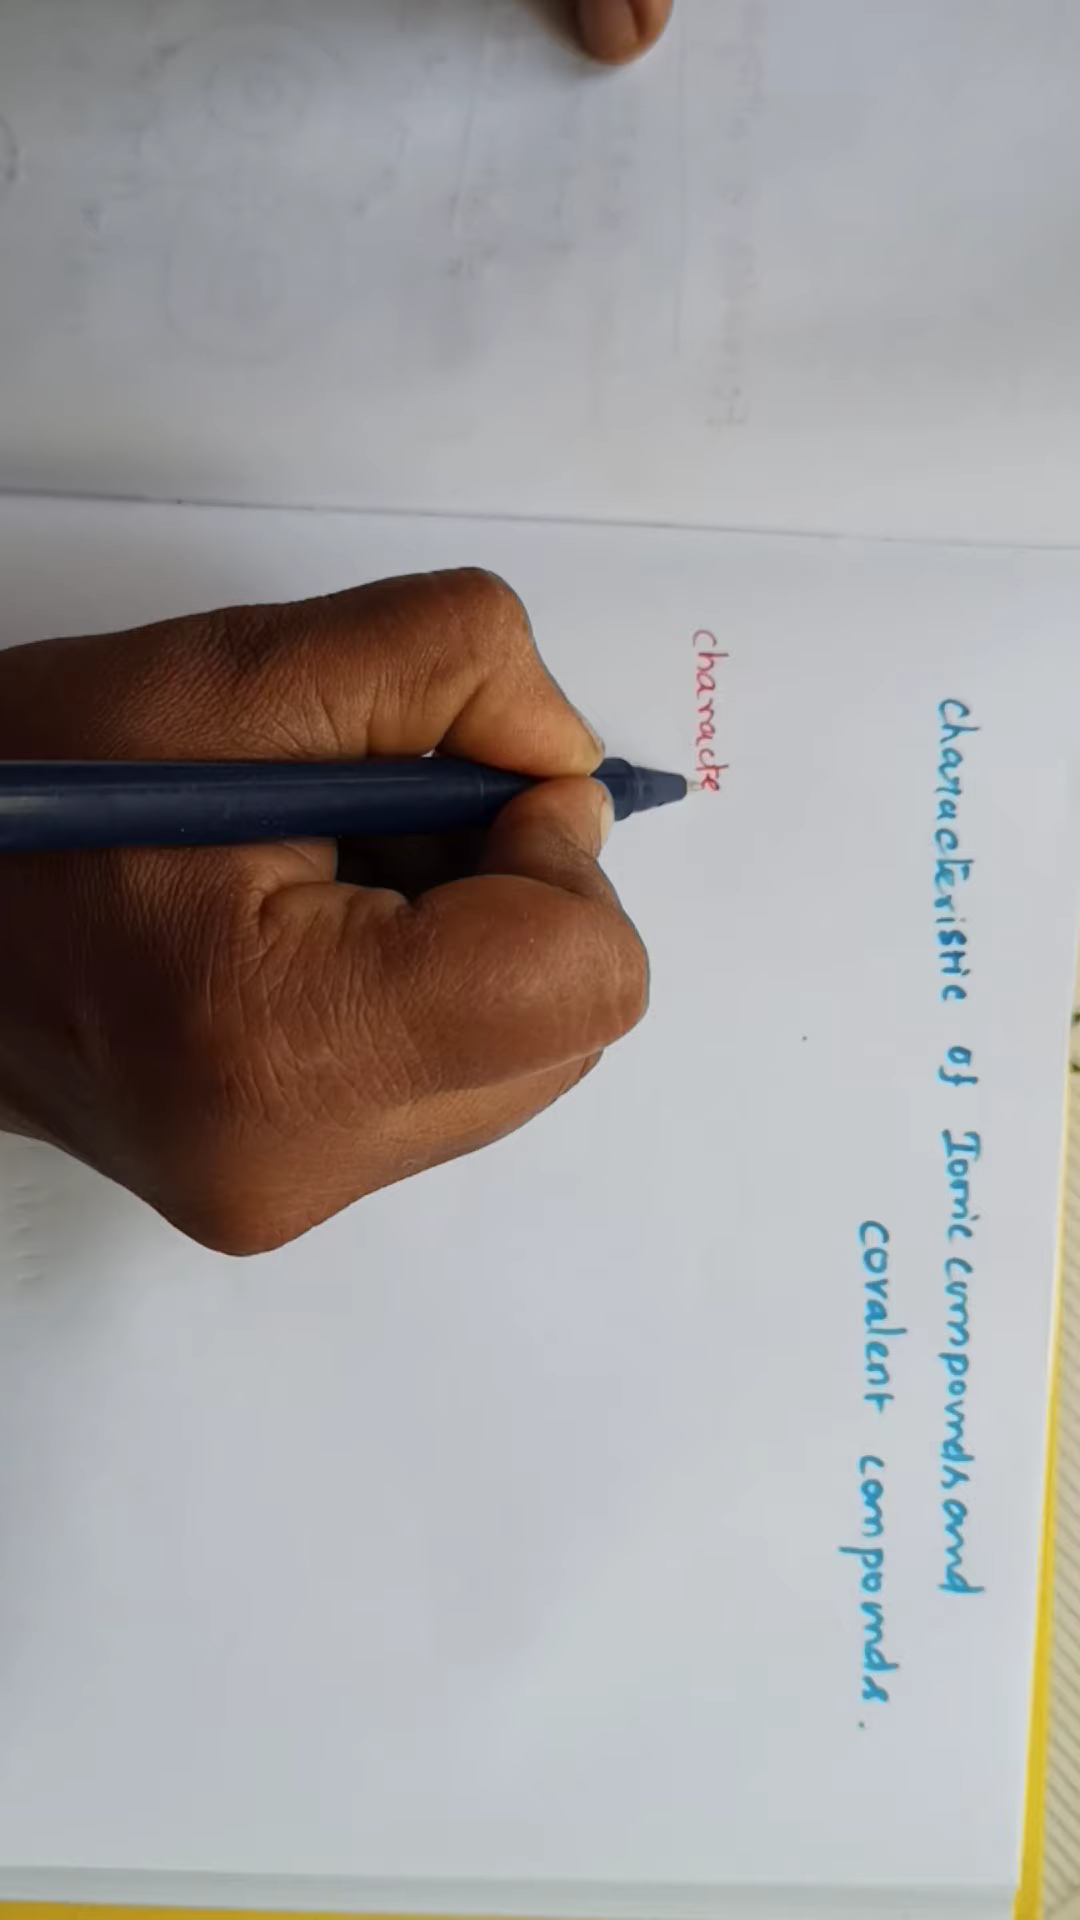 Characteristic of Ionic compounds and
covalent compounds.
characte